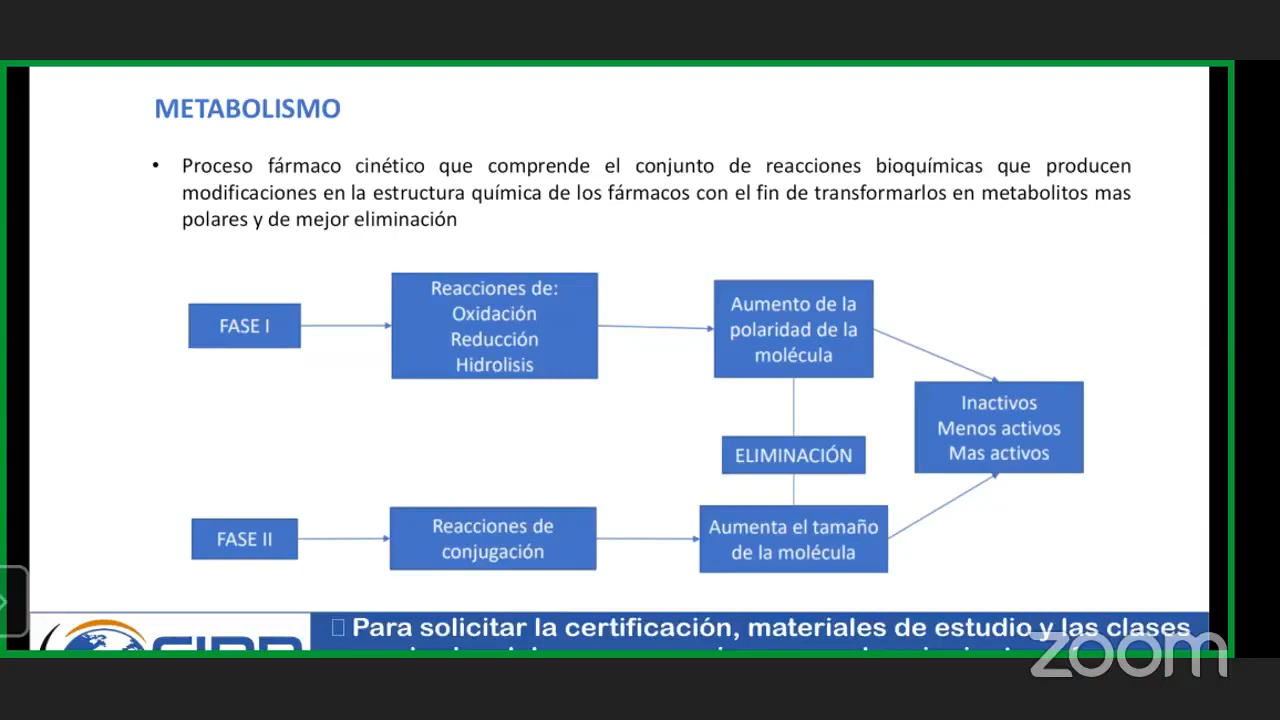 METABOLISMO
• Proceso fármaco cinético que comprende el conjunto de reacciones bioquímicas que producen
modificaciones en la estructura química de los fármacos con el fin de transformarlos en metabolitos mas
polares y de mejor eliminación
FASE I
Reacciones de:
Oxidación
Reducción
Hidrolisis
Aumento de la
polaridad de la
molécula
Inactivos
Menos activos
Mas activos
ELIMINACIÓN
FASE II
Reacciones de
conjugación
Aumenta el tamaño
de la molécula
Para solicitar la certificación, materiales de estudio y las clases
zoom